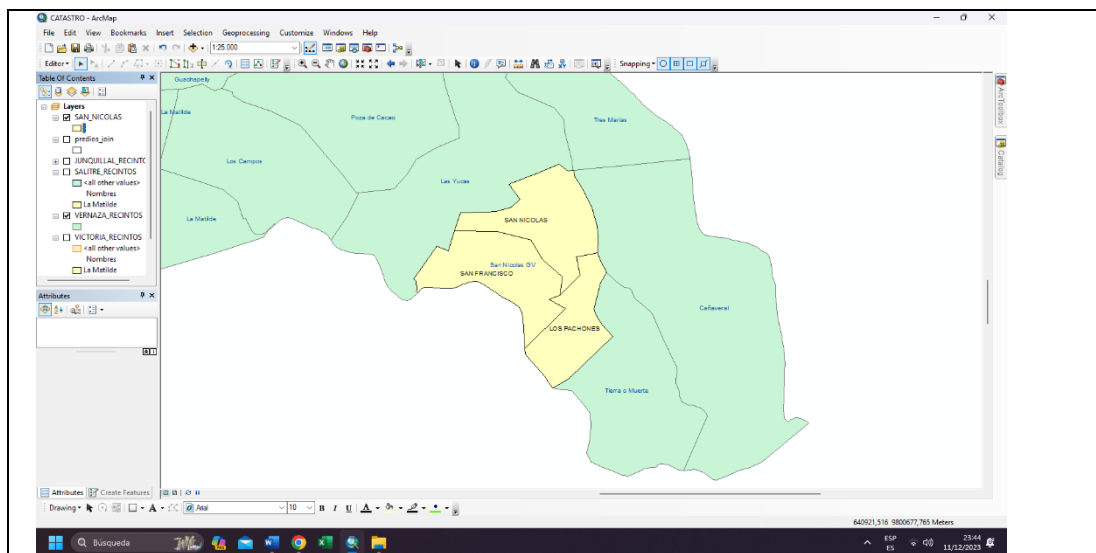 CATASTRO - ArcMap
File Edit View Bookmarks Insert Selection Geoprocessing Customize Windows Help
1:25.000
Editor Snapping
Table Of Contents
Layers
SAN_NICOLAS
predios_join
JUNQUILLAL_RECINTO
SALITRE_RECINTOS
<all other values>
Nombres
La Matilde
VERNAZA_RECINTOS
VICTORIA_RECINTOS
<all other values>
Nombres
La Matilde
Attributes
Guachapely
La Matilde
Poza de Cacao
Tres Marias
Los Campos
Las Yucas
La Matilde
SAN NICOLAS
San Nicolas GV
SAN FRANCISCO
Cañaveral
LOS PACHONES
Tierra o Muerte
ArcToolbox
Catalog
Attributes Create Features
Drawing A Arial 10 B I U A
640921,516 9800677,765 Meters
Búsqueda
ESP
ES
23:44
11/12/2023